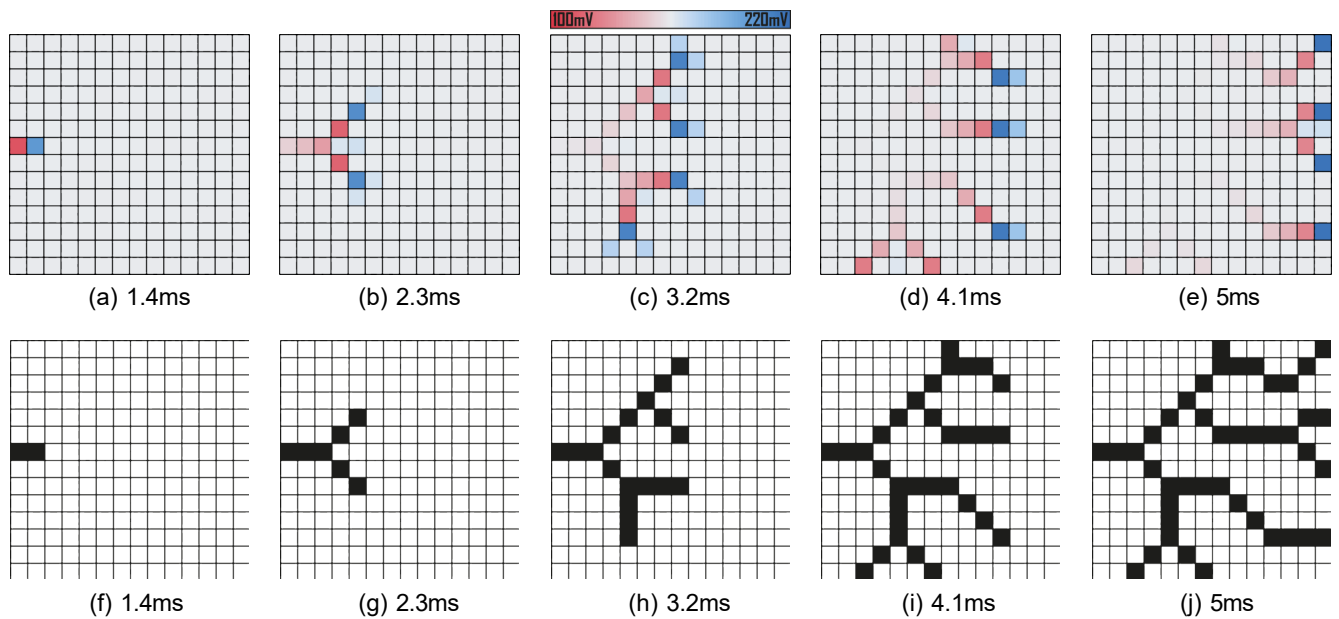 100mV 220mV
(a) 1.4ms (b) 2.3ms (c) 3.2ms (d) 4.1ms (e) 5ms
(f) 1.4ms (g) 2.3ms (h) 3.2ms (i) 4.1ms (j) 5ms